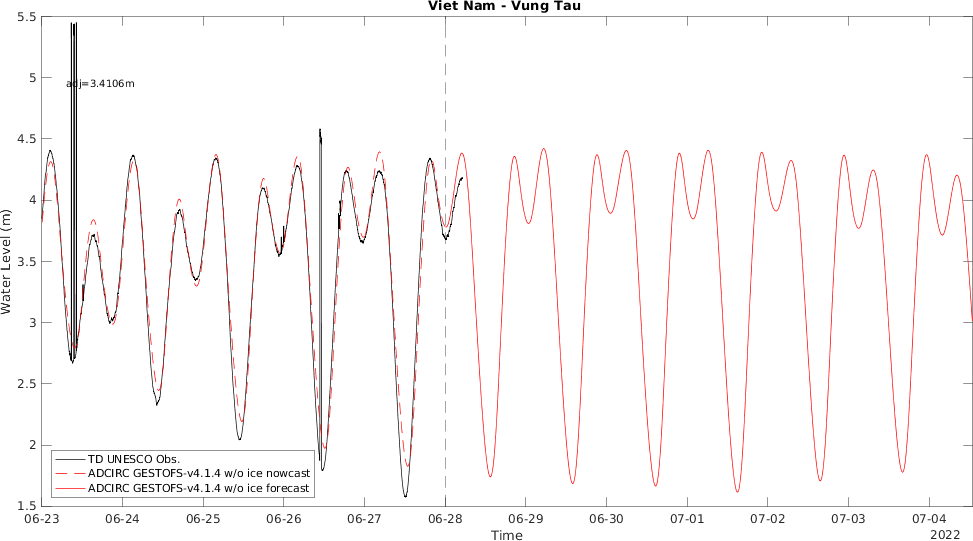 Viet Nam - Vung Tau
Water Level (m)
5.5
5
4.5
4
3.5
3
2.5
2
1.5
adj=3.4106m
TD UNESCO Obs.
ADCIRC GESTOFS-v4.1.4 w/o ice nowcast
ADCIRC GESTOFS-v4.1.4 w/o ice forecast
06-23 06-24 06-25 06-26 06-27 06-28 06-29 06-30 07-01 07-02 07-03 07-04
Time
2022